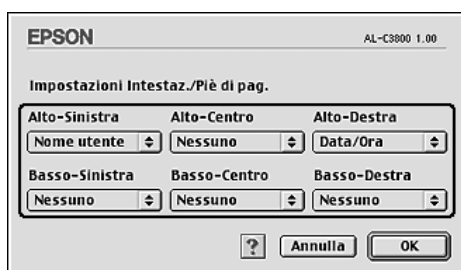 EPSON AL-C3800 1.00
Impostazioni Intestaz./Piè di pag.
Alto-Sinistra Alto-Centro Alto-Destra
Nome utente Nessuno Data/Ora
Basso-Sinistra Basso-Centro Basso-Destra
Nessuno Nessuno Nessuno
? Annulla OK